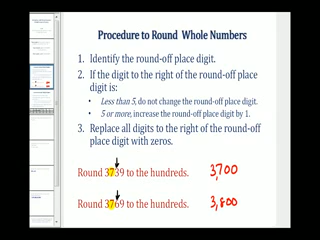 Procedure to Round Whole Numbers
1. Identify the round-off place digit.
2. If the digit to the right of the round-off place
digit is:
• Less than 5, do not change the round-off place digit.
• 5 or more, increase the round-off place digit by 1.
3. Replace all digits to the right of the round-off
place digit with zeros.
Round 3739 to the hundreds. 3,700
Round 3769 to the hundreds. 3,800